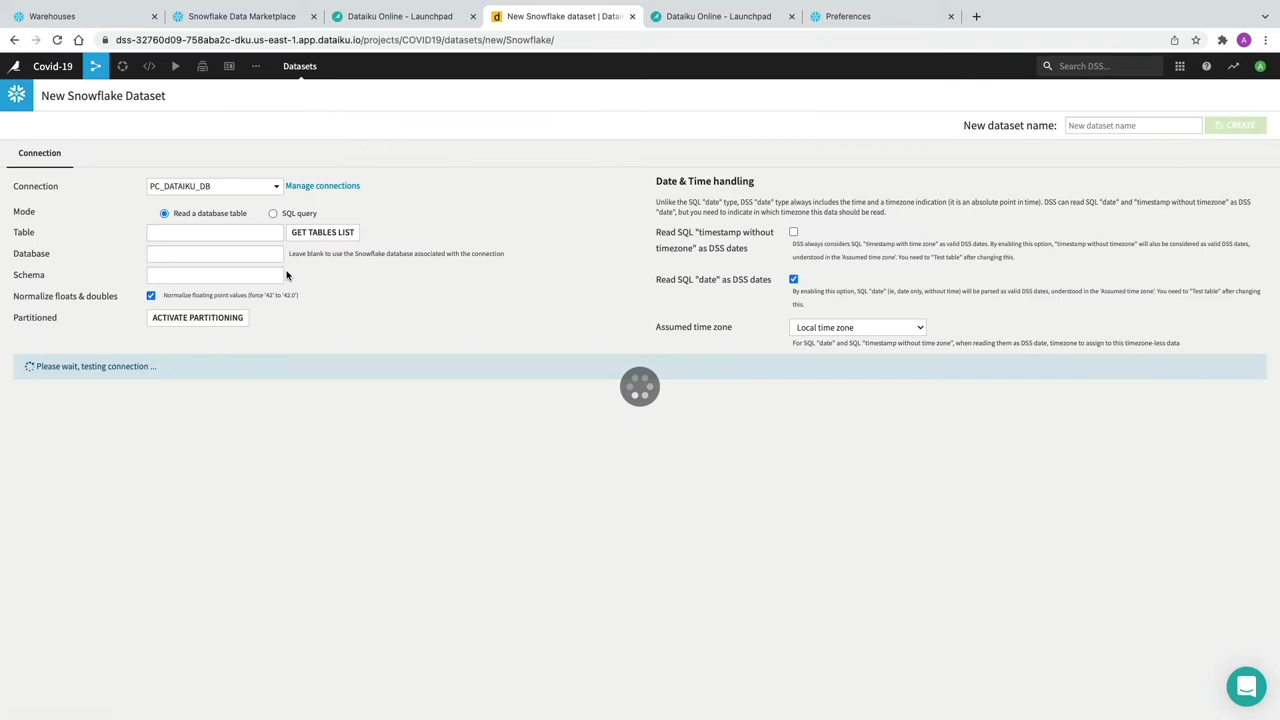 Warehouses
Snowflake Data Marketplace
Dataiku Online - Launchpad
New Snowflake dataset | Datai
Dataiku Online - Launchpad
Preferences
dss-32760d09-758aba2c-dku.us-east-1.app.dataiku.io/projects/COVID19/datasets/new/Snowflake/
A
Covid-19
Datasets
Search DSS...
A
New Snowflake Dataset
New dataset name:
New dataset name
CREATE
Connection
Connection
PC_DATAIKU_DB
Manage connections
Mode
Read a database table
SQL query
Table
GET TABLES LIST
Database
Leave blank to use the Snowflake database associated with the connection
Schema
Normalize floats & doubles
Normalize floating point values (force '42' to '42.0')
Partitioned
ACTIVATE PARTITIONING
Date & Time handling
Unlike the SQL "date" type, DSS "date" type always includes the time and a timezone indication (it is an absolute point in time). DSS can read SQL "date" and "timestamp without timezone" as DSS
"date", but you need to indicate in which timezone this data should be read.
Read SQL "timestamp without
timezone" as DSS dates
DSS always considers SQL "timestamp with time zone" as valid DSS dates. By enabling this option, "timestamp without timezone" will also be considered as valid DSS dates,
understood in the 'Assumed time zone'. You need to "Test table" after changing this.
Read SQL "date" as DSS dates
By enabling this option, SQL "date" (ie, date only, without time) will be parsed as valid DSS dates, understood in the 'Assumed time zone'. You need to "Test table" after changing
this.
Assumed time zone
Local time zone
For SQL "date" and SQL "timestamp without time zone", when reading them as DSS date, timezone to assign to this timezone-less data
Please wait, testing connection ...